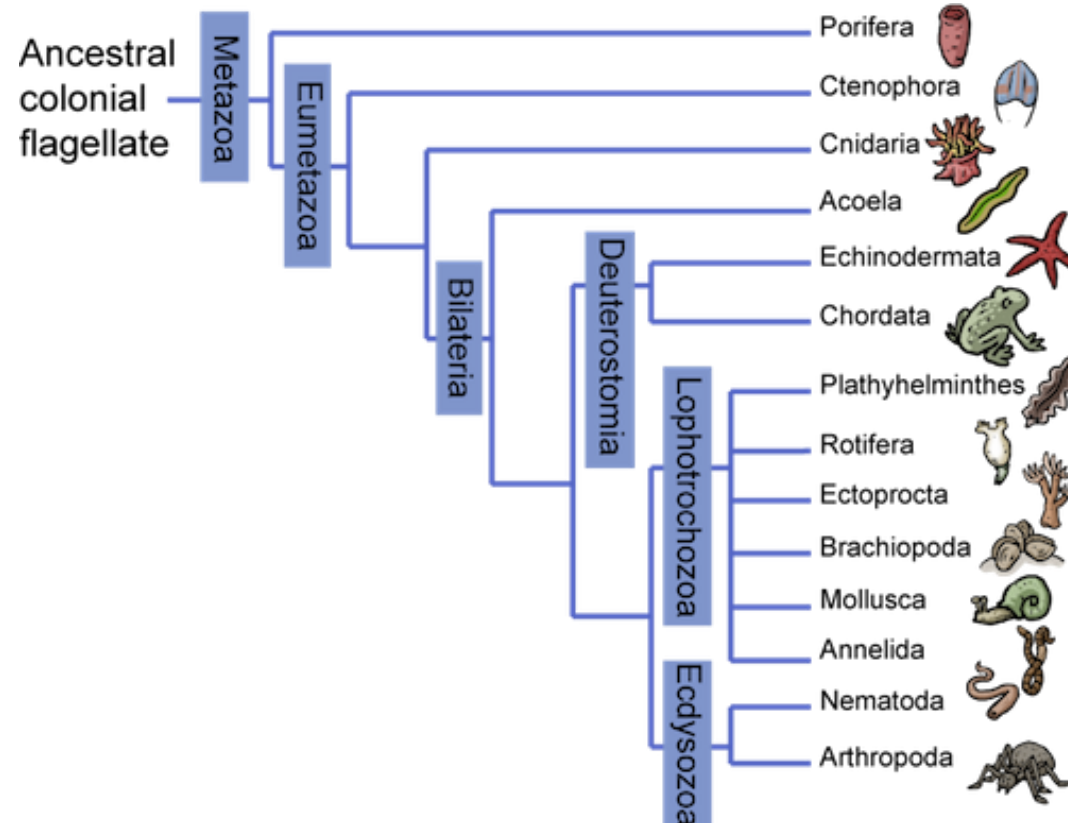 Ancestral
colonial
flagellate
Metazoa
Eumetazoa
Bilateria
Deuterostomia
Lophotrochozoa
Ecdysozoa
Porifera
Ctenophora
Cnidaria
Acoela
Echinodermata
Chordata
Plathyhelminthes
Rotifera
Ectoprocta
Brachiopoda
Mollusca
Annelida
Nematoda
Arthropoda